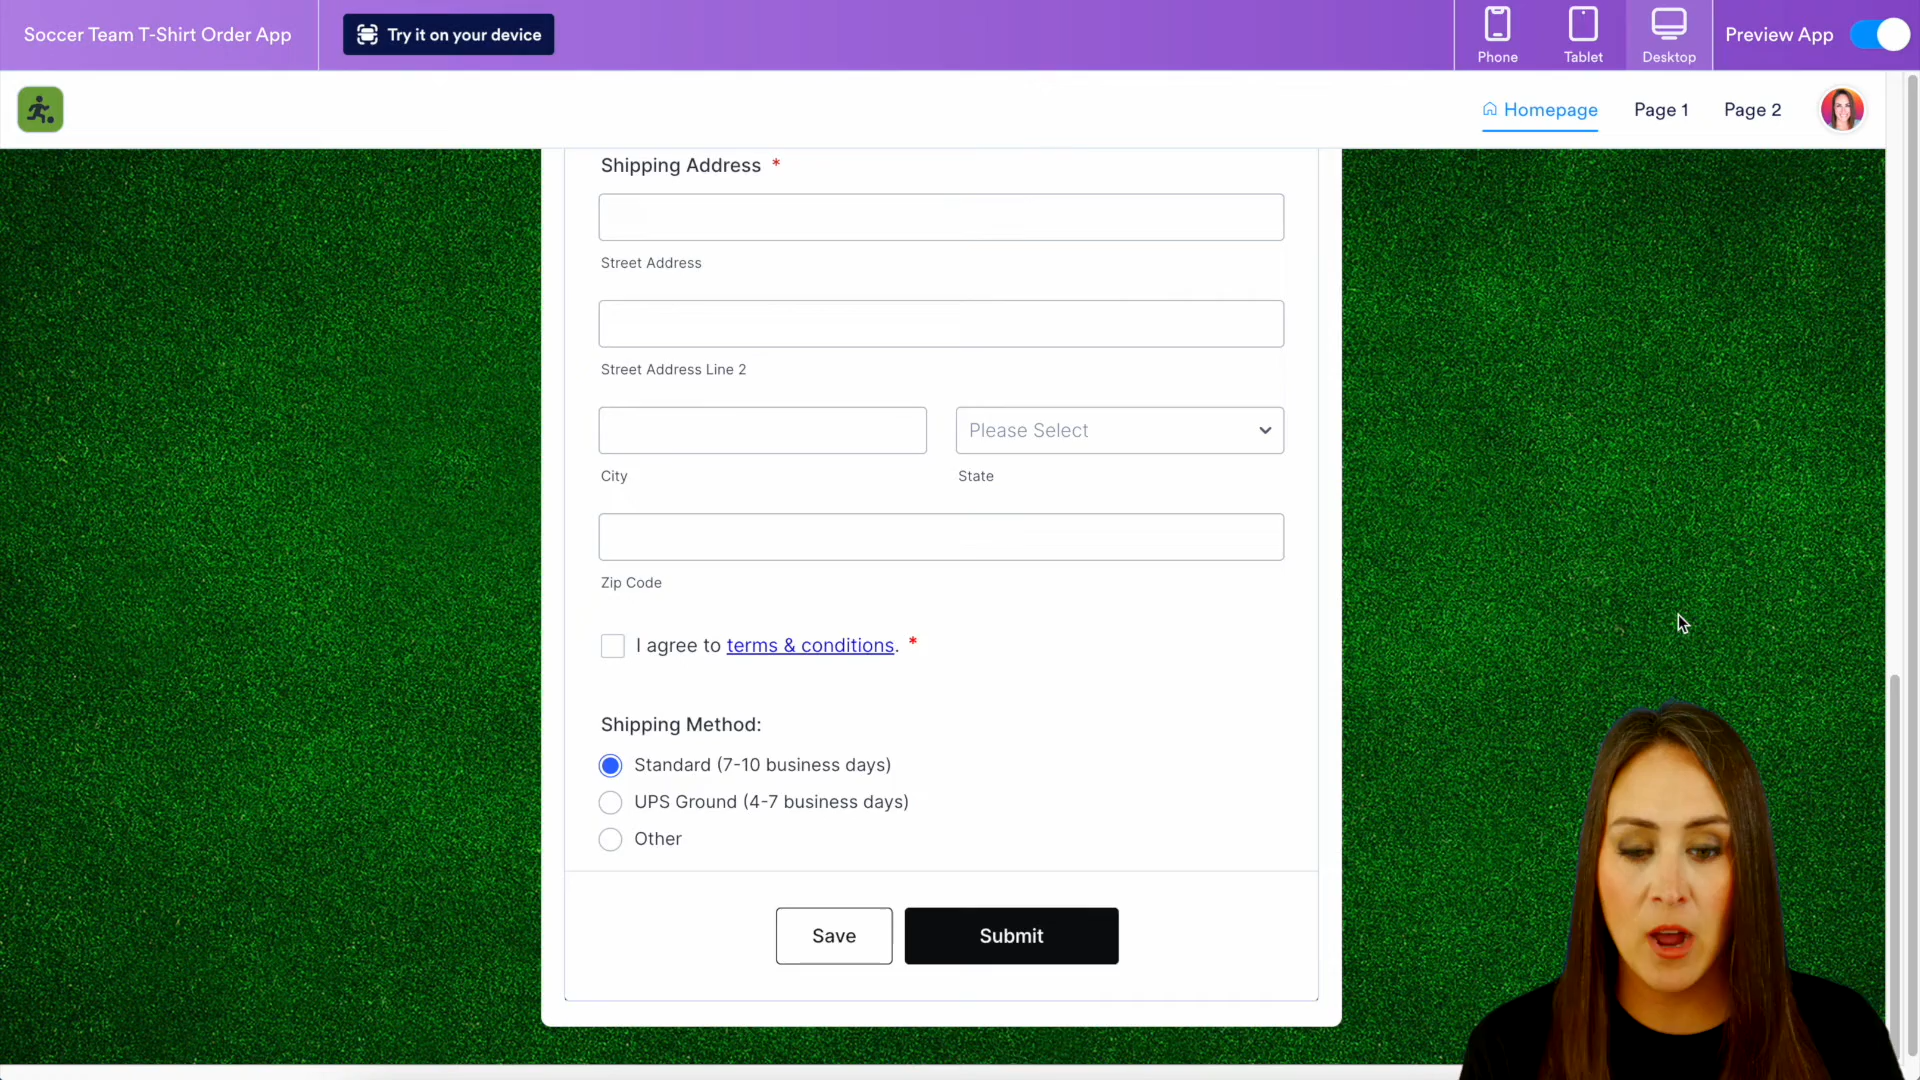 Soccer Team T-Shirt Order App
Try it on your device
Phone
Tablet
Desktop
Preview App
Homepage
Page 1
Page 2
Shipping Address *
Street Address
Street Address Line 2
Please Select
City
State
Zip Code
I agree to terms & conditions. *
Shipping Method:
Standard (7-10 business days)
UPS Ground (4-7 business days)
Other
Save
Submit